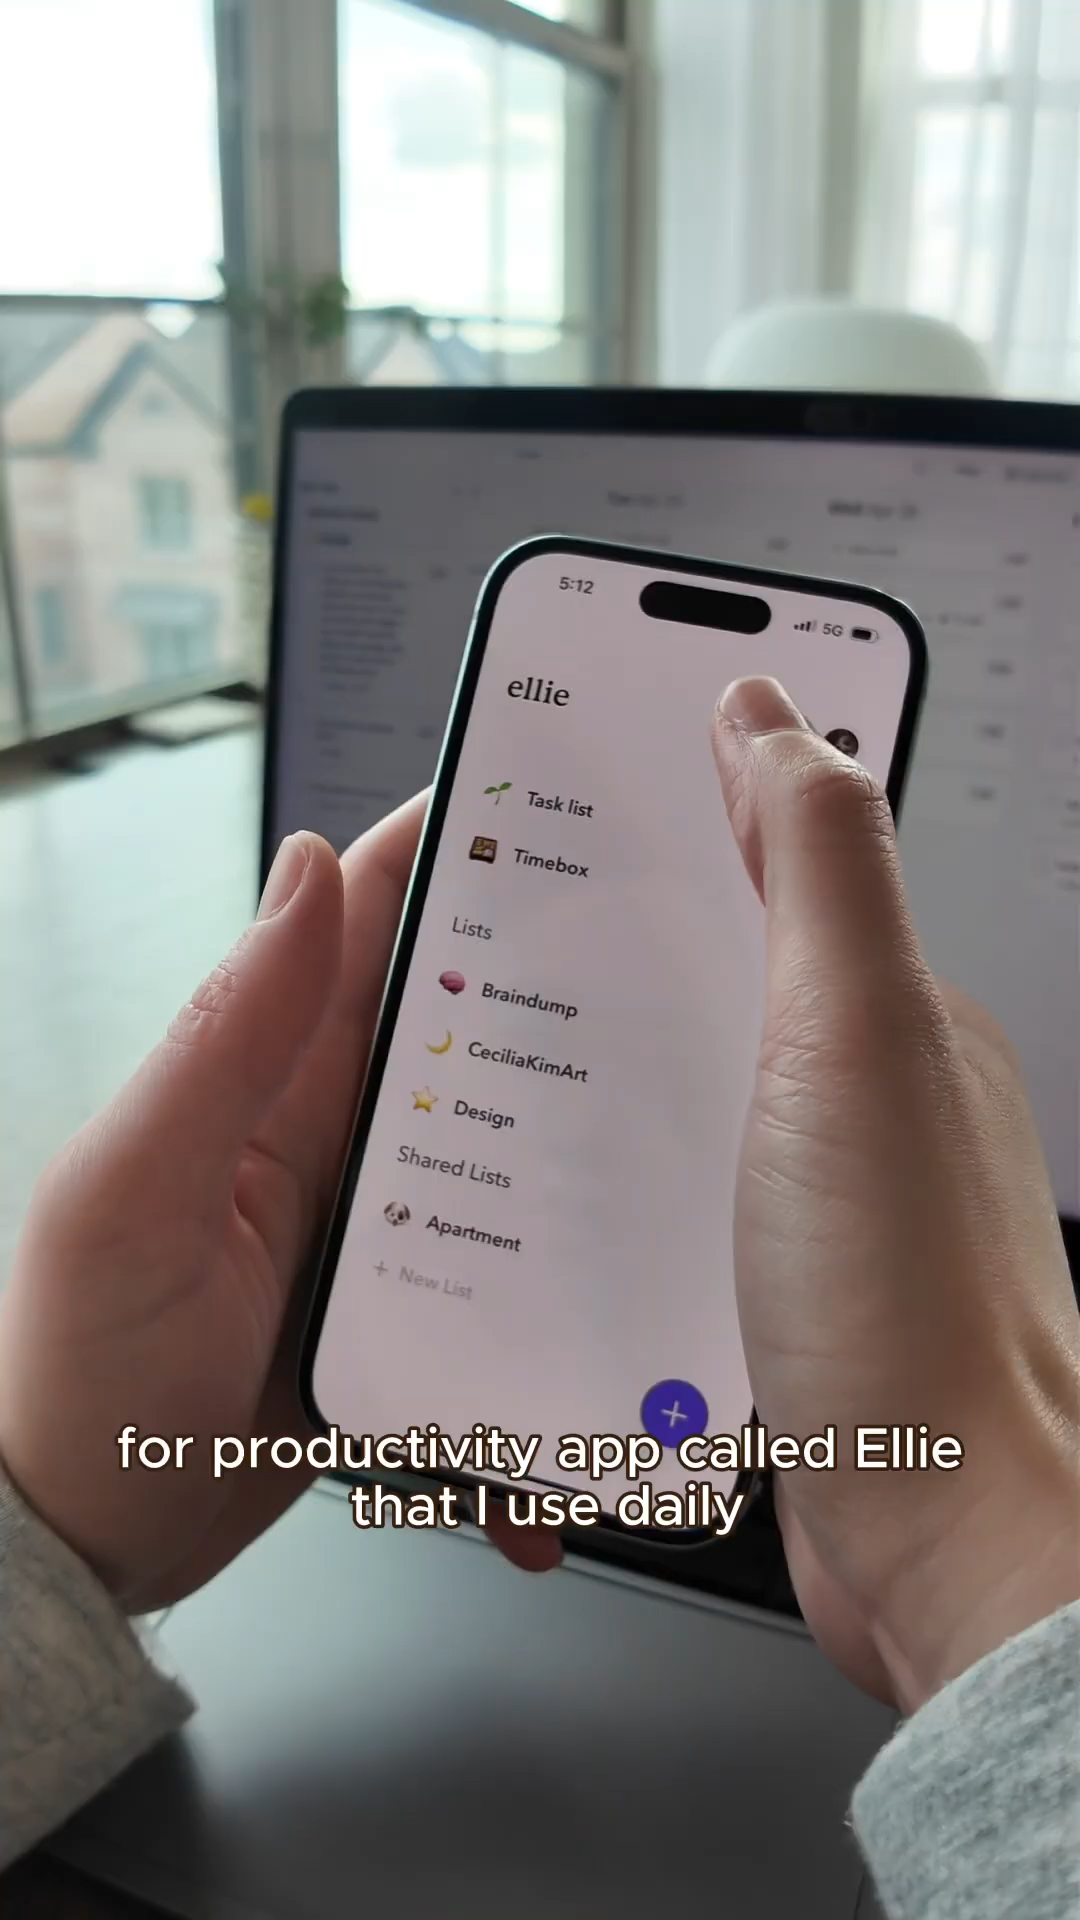 5:12
5G
ellie
Task list
Timebox
Lists
Braindump
CeciliaKimArt
Design
Shared Lists
Apartment
+ New List
+
for productivity app called Ellie
that I use daily